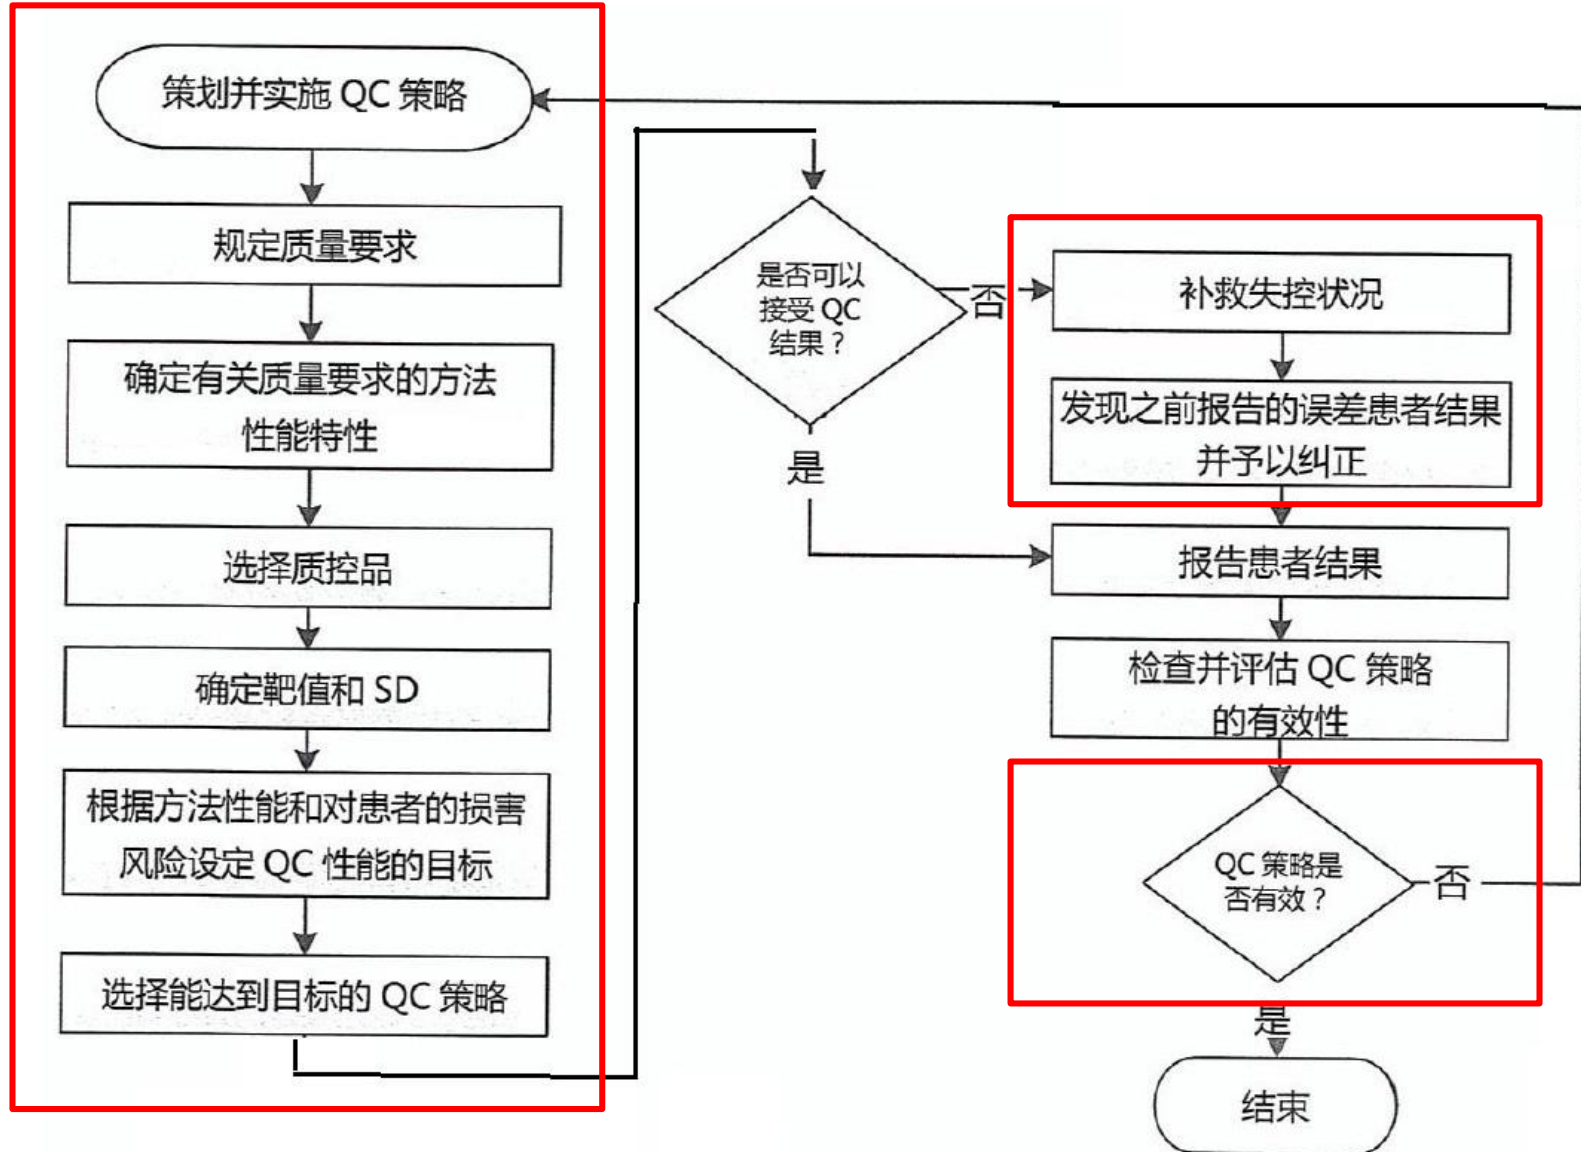 策划并实施 QC 策略
规定质量要求
确定有关质量要求的方法
性能特性
选择质控品
确定靶值和 SD
根据方法性能和对患者的损害
风险设定 QC 性能的目标
选择能达到目标的 QC 策略
是否可以
接受 QC
结果？
否
是
补救失控状况
发现之前报告的误差患者结果
并予以纠正
报告患者结果
检查并评估 QC 策略
的有效性
QC 策略是
否有效？
否
是
结束